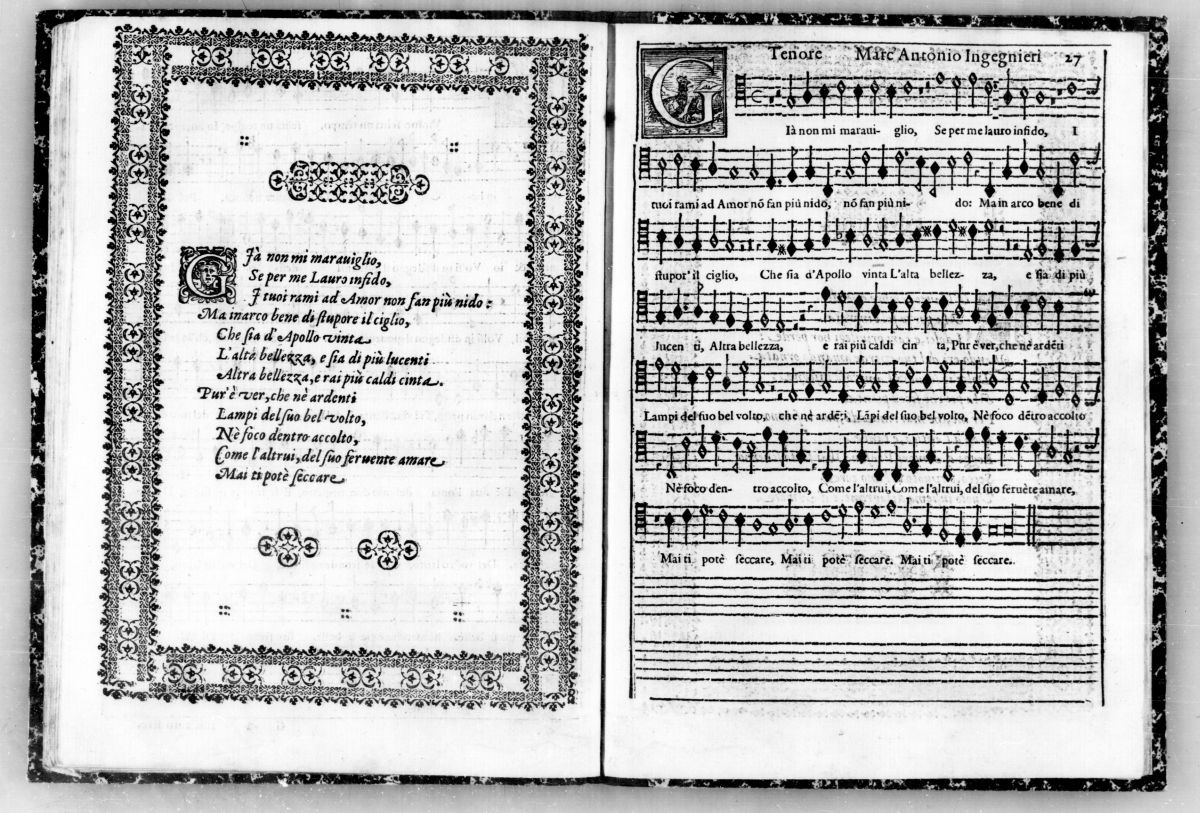 GIà non mi marauiglio,
Se per me Lauro infido,
I tuoi rami ad Amor non fan più nido:
Ma inarco bene di stupore il ciglio,
Che sia d'Apollo vinta
L'alta bellezza, e sia di più lucenti
Altra bellezza, e rai più caldi cinta.
Pur'è ver, che nè ardenti
Lampi del suo bel volto,
Nè foco dentro accolto,
Come l'altrui, del suo feruente amare
Mai ti potè seccare.
Tenore Marc'Antonio Ingegnieri 27
GIà non mi maraui- glio, Se per me lauro infido, I
tuoi rami ad Amor nõ fan più nido, nõ fan più ni- do: Ma in arco bene di
stupor' il ciglio, Che sia d'Apollo vinta L'alta bellez- za, e sia di più
lucen ti, Altra bellezza, e rai più caldi cin ta, Pur è ver, che nè ardẽti
Lampi del suo bel volto, che nè ardẽti, Lãpi del suo bel volto, Nè foco dẽtro accolto
Nè foco den- tro accolto, Come l'altrui, Come l'altrui, del suo feruẽte amare,
Mai ti potè seccare, Mai ti potè seccare. Mai ti potè seccare.